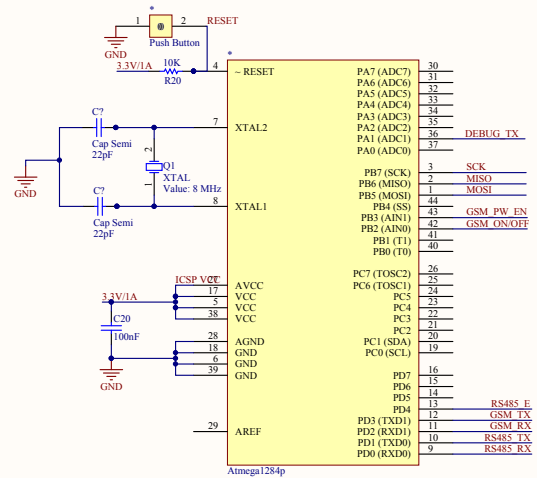 *
1
2
RESET
GND
Push Button
*
3.3V/1A
10K
R20
4
~ RESET
PA7 (ADC7)
30
PA6 (ADC6)
31
PA5 (ADC5)
32
PA4 (ADC4)
33
PA3 (ADC3)
34
PA2 (ADC2)
35
PA1 (ADC1)
36
DEBUG_TX
PA0 (ADC0)
37
C?
Cap Semi
22pF
7
XTAL2
2
Q1
XTAL
Value: 8 MHz
1
GND
C?
Cap Semi
22pF
8
XTAL1
PB7 (SCK)
3
SCK
PB6 (MISO)
2
MISO
PB5 (MOSI)
1
MOSI
PB4 (SS)
44
PB3 (AIN1)
43
GSM_PW_EN
PB2 (AIN0)
42
GSM_ON/OFF
PB1 (T1)
41
PB0 (T0)
40
PC7 (TOSC2)
26
PC6 (TOSC1)
25
PC5
24
PC4
23
PC3
22
PC2
21
PC1 (SDA)
20
PC0 (SCL)
19
ICSP VCC
27
AVCC
17
VCC
5
VCC
38
VCC
3.3V/1A
C20
100nF
GND
28
AGND
18
GND
6
GND
39
GND
PD7
16
PD6
15
PD5
14
PD4
13
RS485_E
PD3 (TXD1)
12
GSM_TX
PD2 (RXD1)
11
GSM_RX
PD1 (TXD0)
10
RS485_TX
PD0 (RXD0)
9
RS485_RX
29
AREF
Atmega1284p